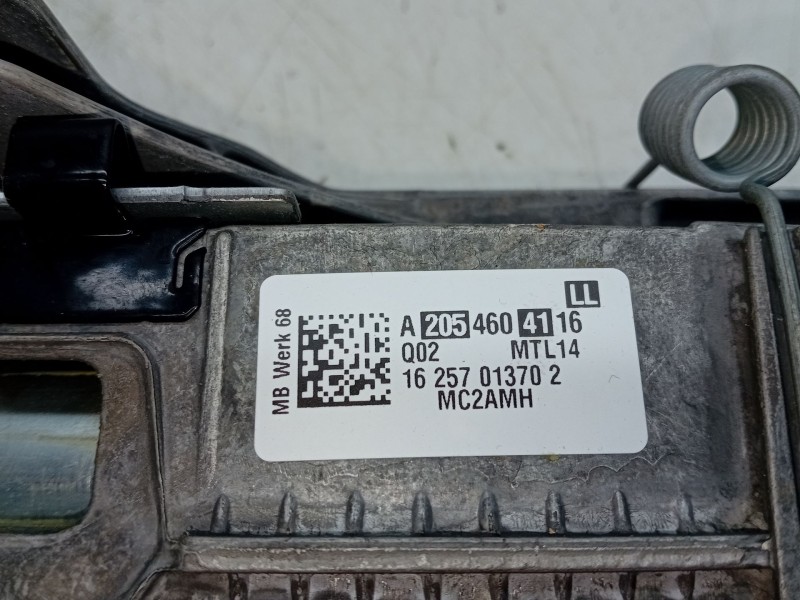 LL
MB Werk 68
A 205 460 41 16
Q02 MTL14
16 257 01370 2
MC2AMH